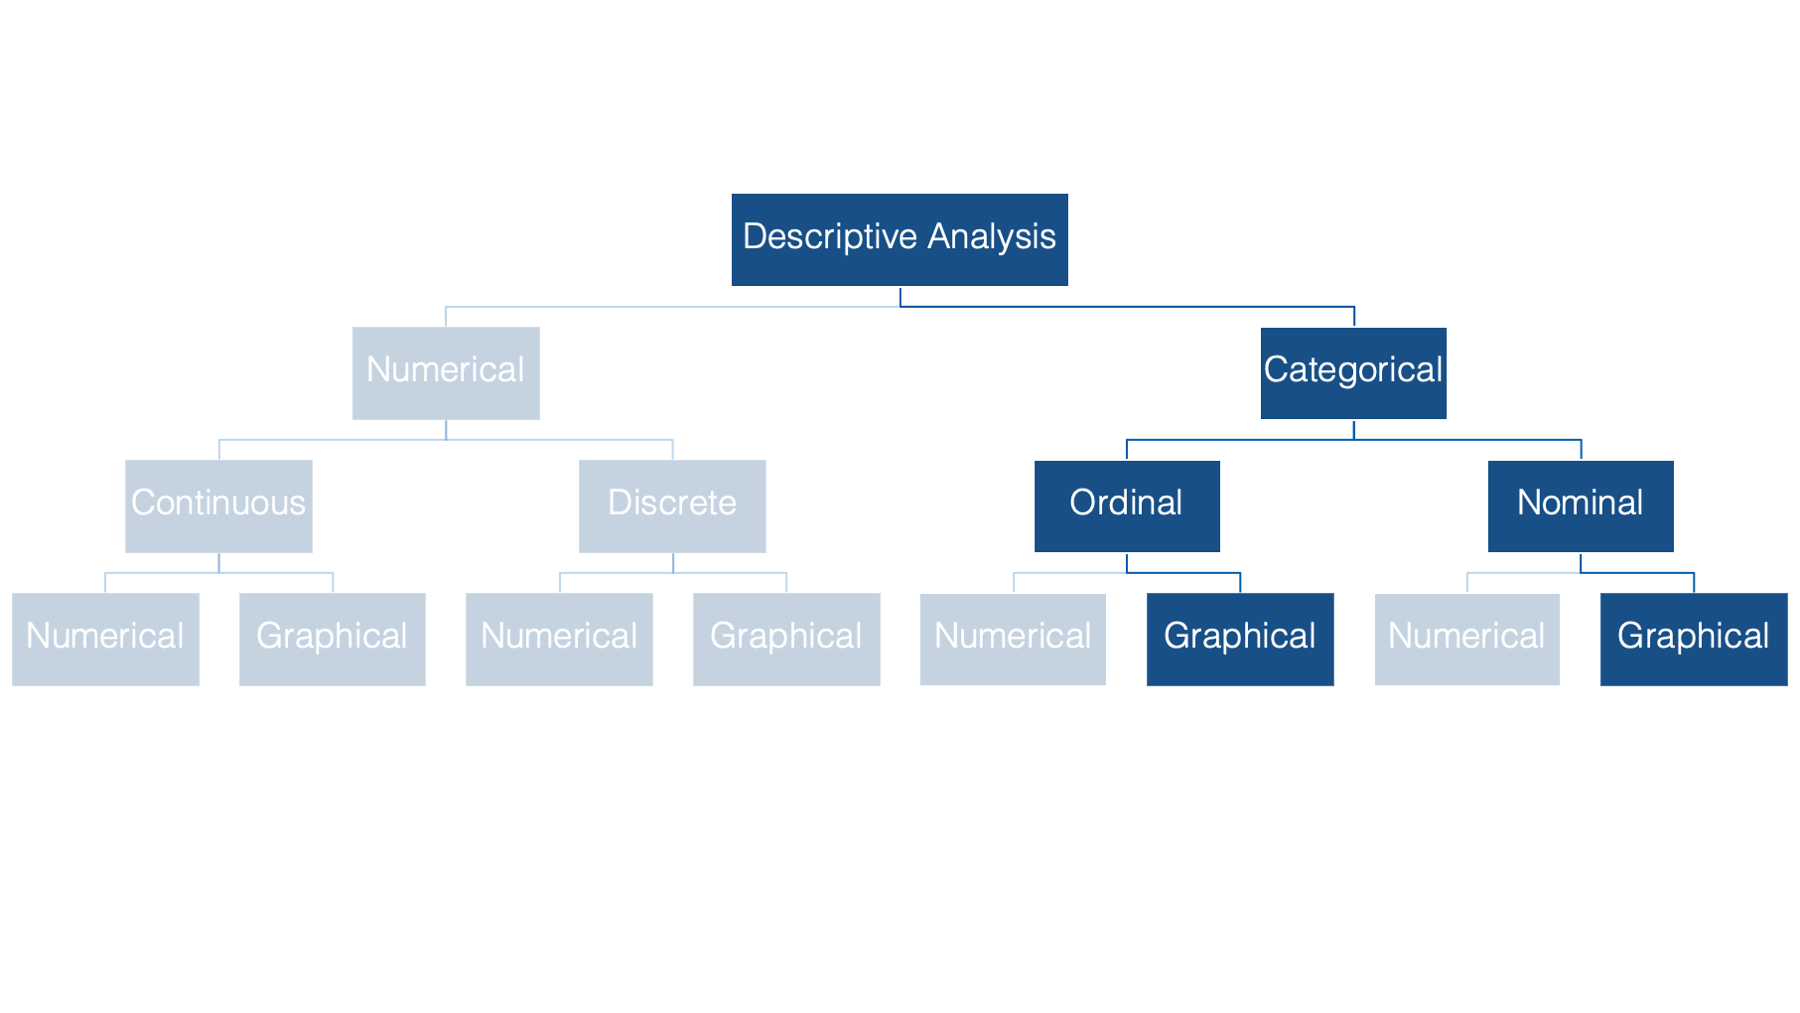 Descriptive Analysis
Numerical
Categorical
Continuous
Discrete
Ordinal
Nominal
Numerical
Graphical
Numerical
Graphical
Numerical
Graphical
Numerical
Graphical